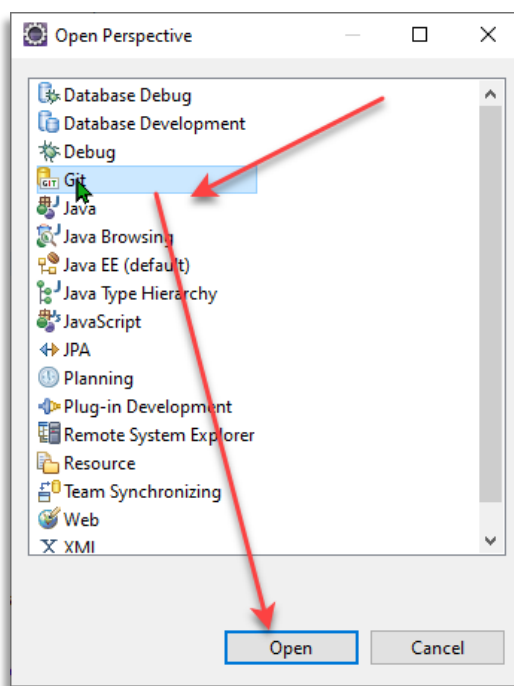 Open Perspective
Database Debug
Database Development
Debug
GIT Git
Java
Java Browsing
Java EE (default)
Java Type Hierarchy
JavaScript
JPA
Planning
Plug-in Development
Remote System Explorer
Resource
Team Synchronizing
Web
X XML
Open
Cancel